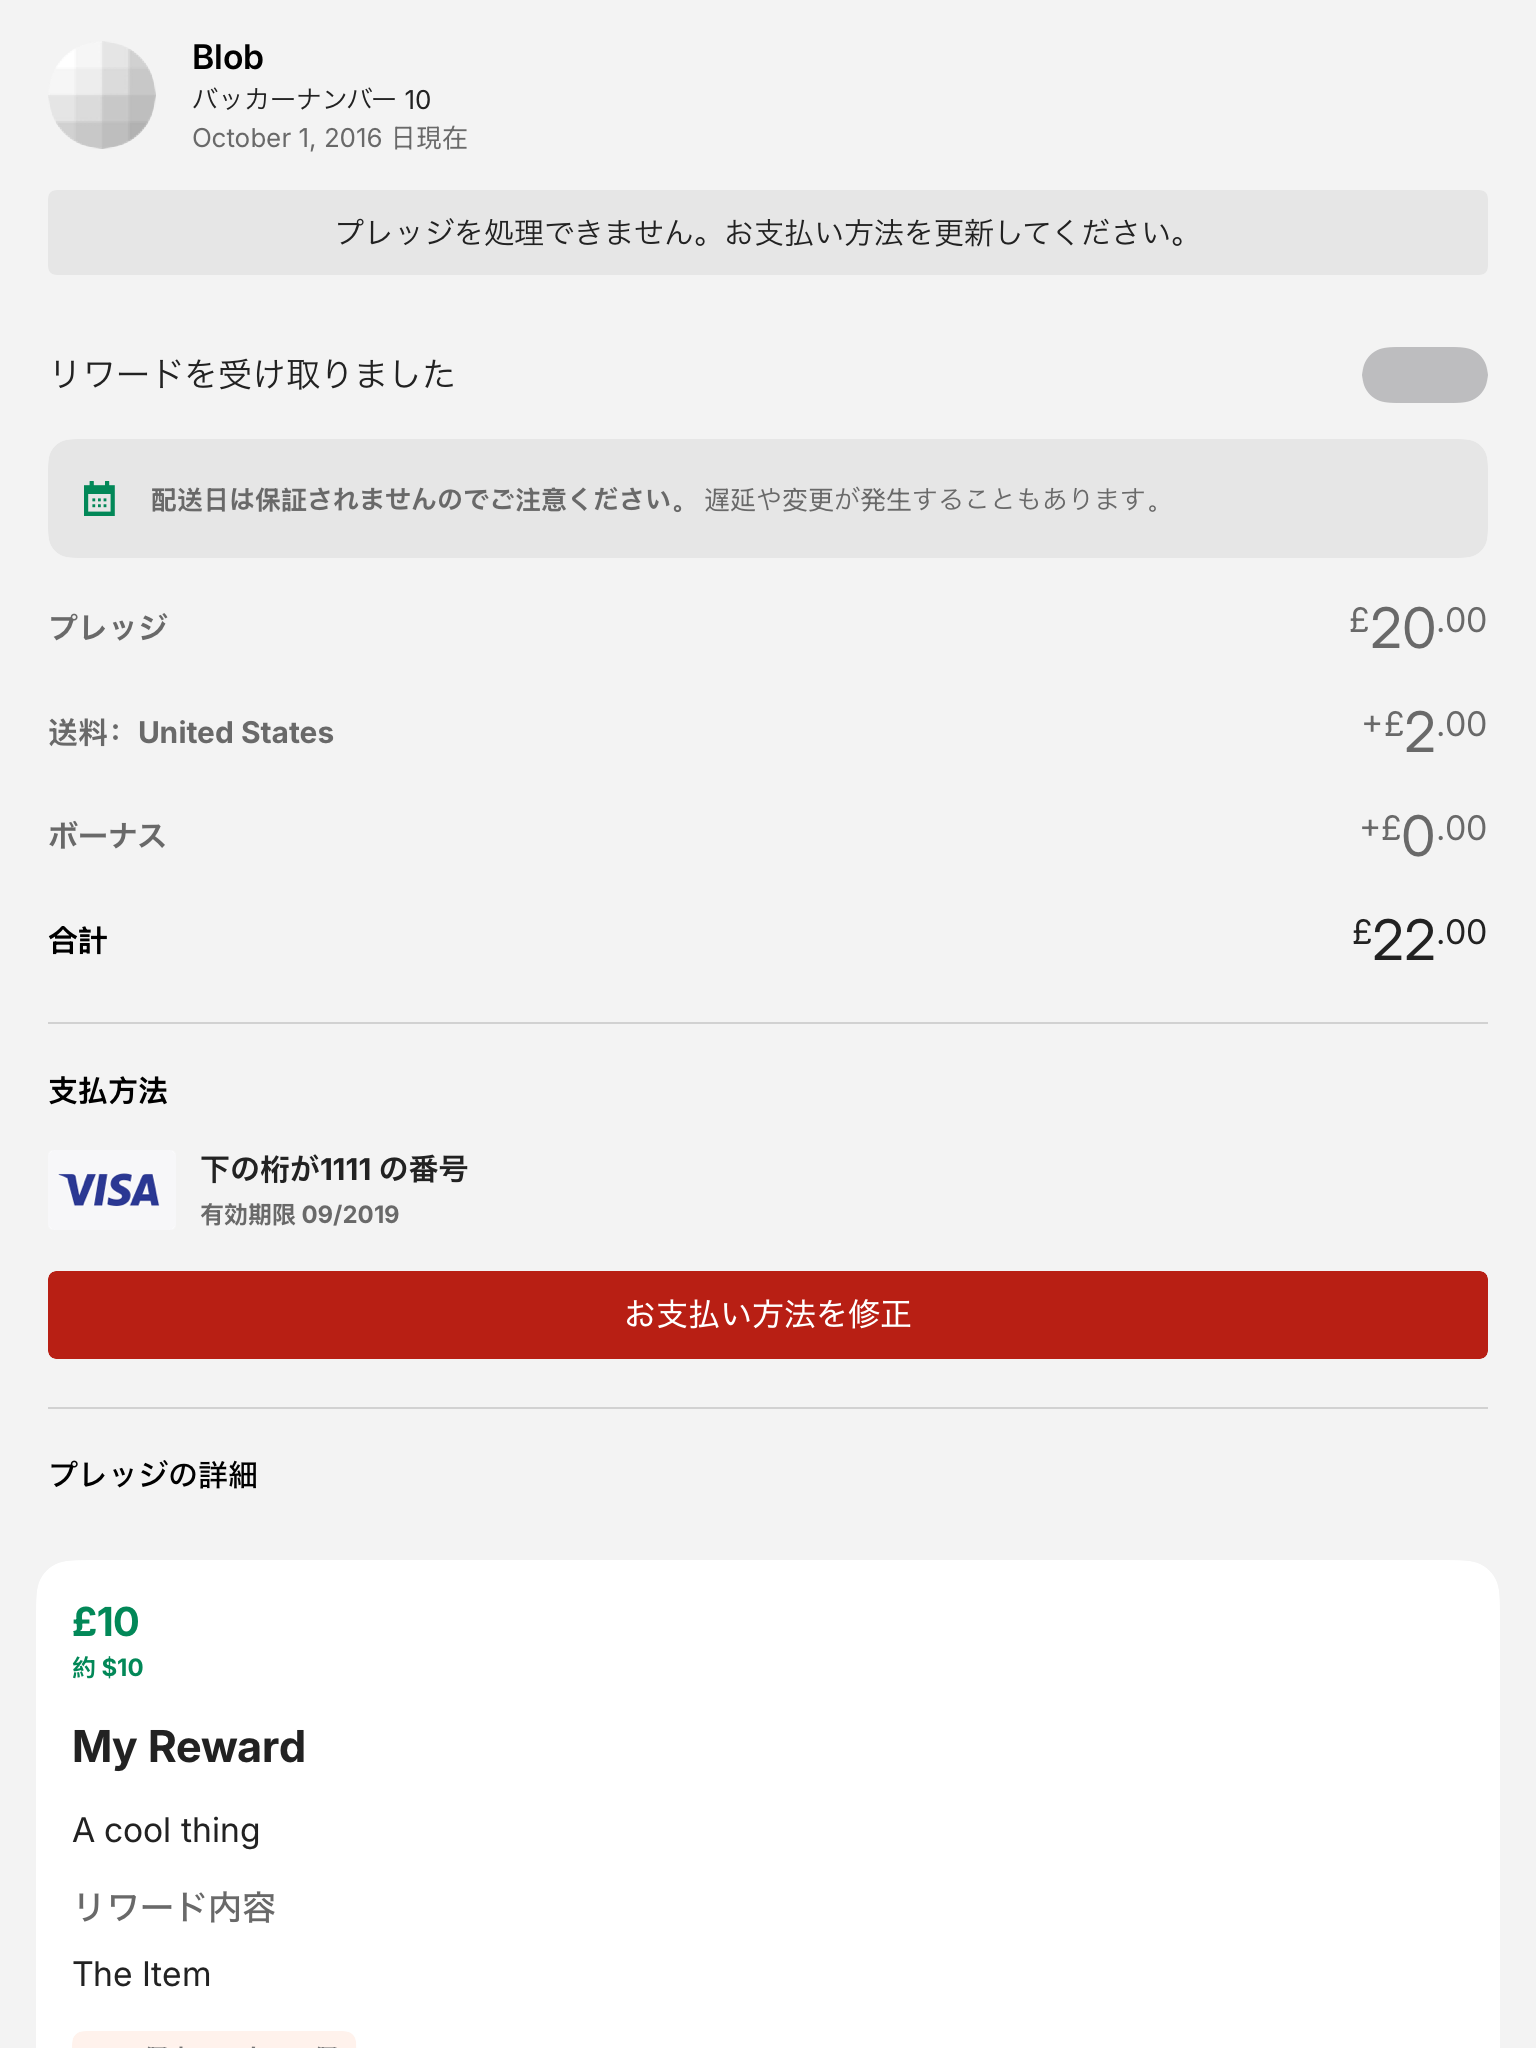 Blob
バッカーナンバー 10
October 1, 2016 日現在
プレッジを処理できません。お支払い方法を更新してください。
リワードを受け取りました
配送日は保証されませんのでご注意ください。 遅延や変更が発生することもあります。
プレッジ £20.00
送料： United States +£2.00
ボーナス +£0.00
合計 £22.00
支払方法
VISA 下の桁が1111 の番号
有効期限 09/2019
お支払い方法を修正
プレッジの詳細
£10
約 $10
My Reward
A cool thing
リワード内容
The Item